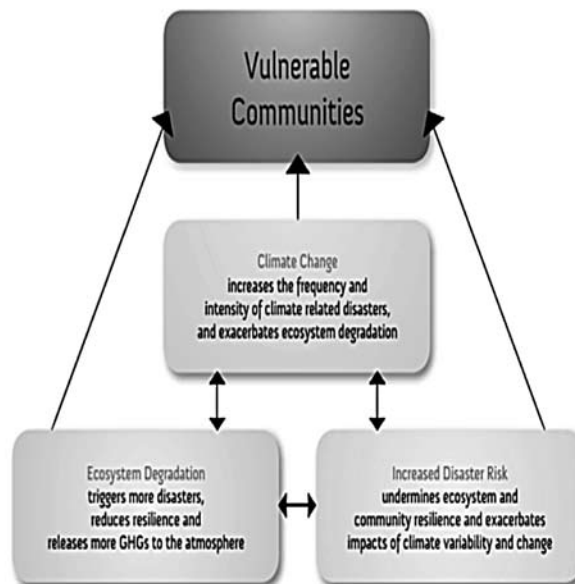 Vulnerable
Communities
Climate Change
increases the frequency and
intensity of climate related disasters,
and exacerbates ecosystem degradation
Ecosystem Degradation
triggers more disasters,
reduces resilience and
releases more GHGs to the atmosphere
Increased Disaster Risk
undermines ecosystem and
community resilience and exacerbates
impacts of climate variability and change